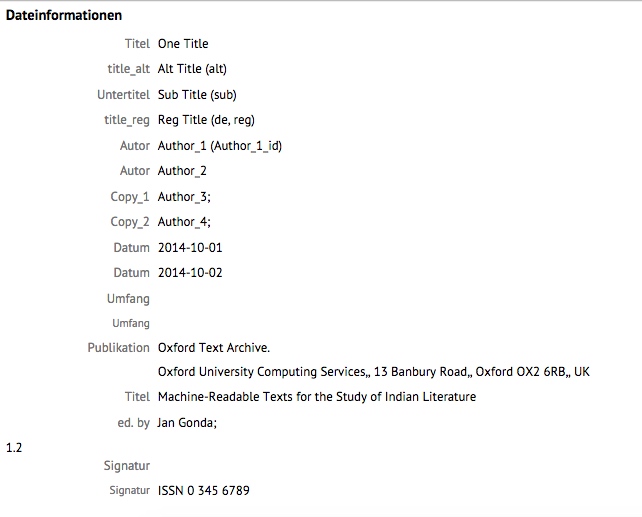 Dateinformationen
Titel One Title
title_alt Alt Title (alt)
Untertitel Sub Title (sub)
title_reg Reg Title (de, reg)
Autor Author_1 (Author_1_id)
Autor Author_2
Copy_1 Author_3;
Copy_2 Author_4;
Datum 2014-10-01
Datum 2014-10-02
Umfang
Umfang
Publikation Oxford Text Archive.
Oxford University Computing Services,, 13 Banbury Road,, Oxford OX2 6RB,, UK
Titel Machine-Readable Texts for the Study of Indian Literature
ed. by Jan Gonda;
1.2
Signatur
Signatur ISSN 0 345 6789